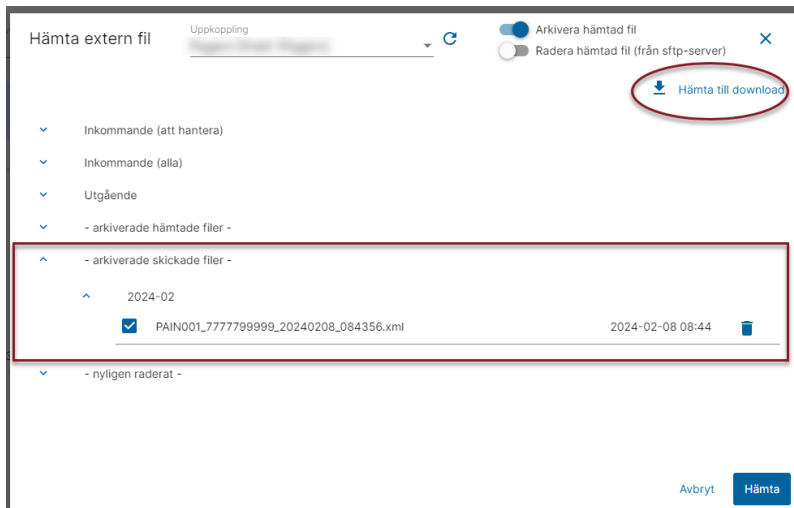 Hämta extern fil
Uppkoppling
Arkivera hämtad fil
Radera hämtad fil (från sftp-server)
Hämta till download
Inkommande (att hantera)
Inkommande (alla)
Utgående
- arkiverade hämtade filer -
- arkiverade skickade filer -
2024-02
PAIN001_7777799999_20240208_084356.xml 2024-02-08 08:44
- nyligen raderat -
Avbryt Hämta